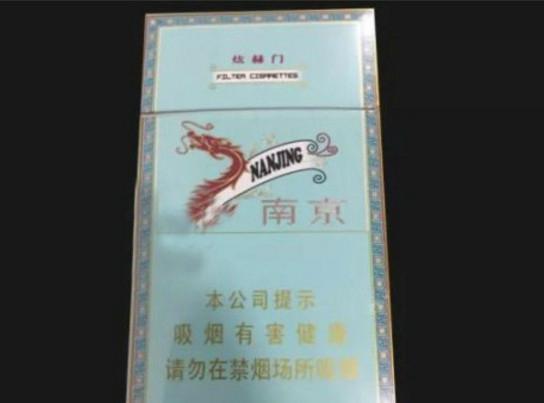 炫赫门
FILTER CIGARETTES
NANJING
南京
本公司提示
吸烟有害健康
请勿在禁烟场所吸烟